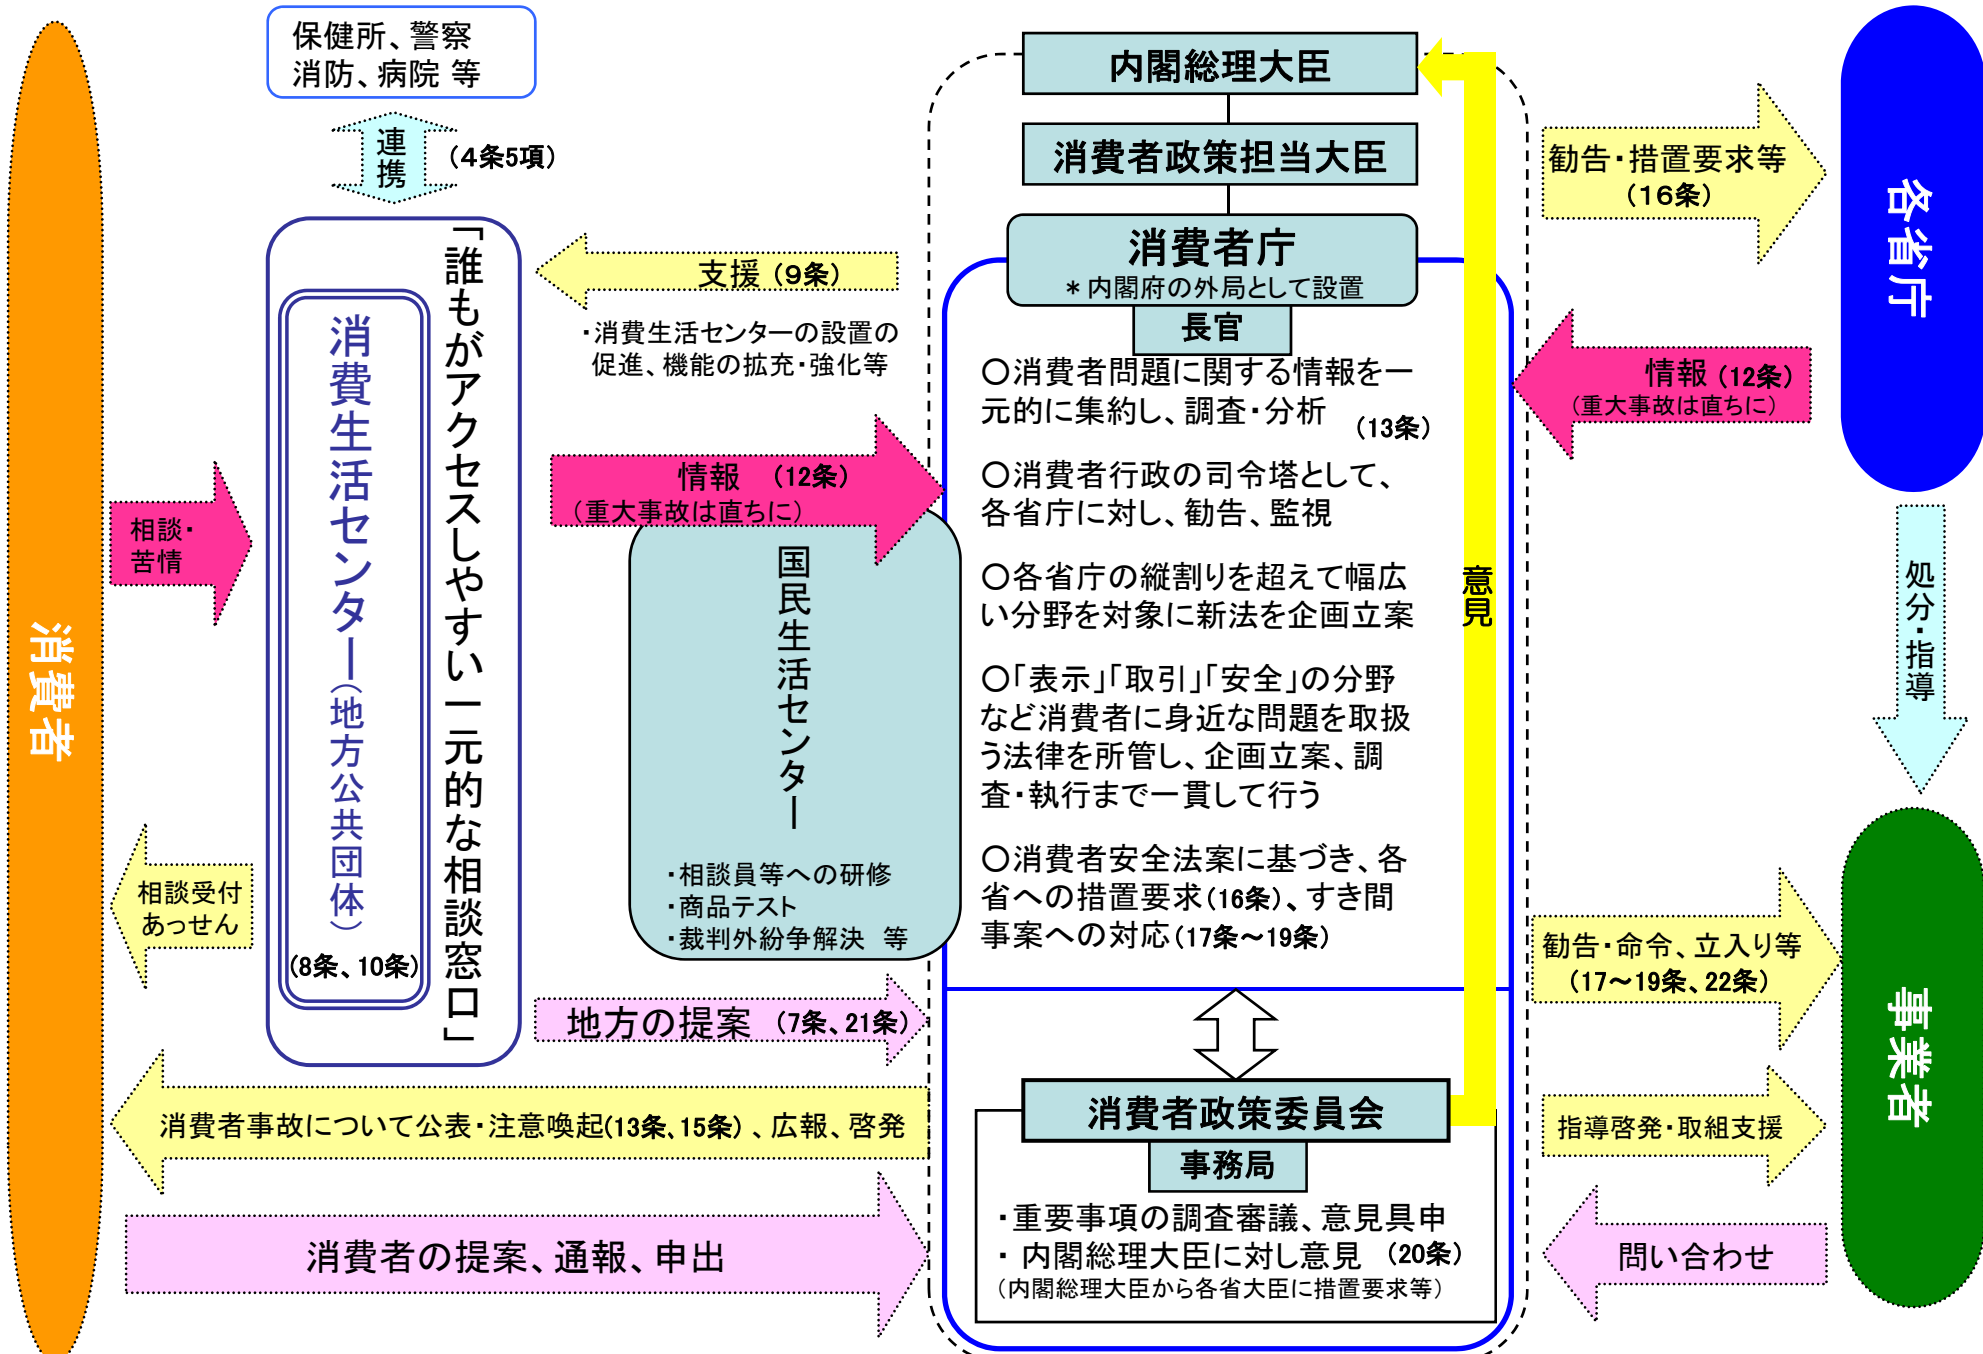 保健所、警察
消防、病院 等
連携
(4条5項)
消費者
「誰もがアクセスしやすい一元的な相談窓口」
消費生活センター(地方公共団体)
(8条、10条)
相談・
苦情
相談受付
あっせん
支援 (9条)
・消費生活センターの設置の
促進、機能の拡充・強化等
情報 (12条)
(重大事故は直ちに)
国民生活センター
・相談員等への研修
・商品テスト
・裁判外紛争解決 等
地方の提案 (7条、21条)
消費者事故について公表・注意喚起(13条、15条) 、広報、啓発
消費者の提案、通報、申出
内閣総理大臣
消費者政策担当大臣
消費者庁
*内閣府の外局として設置
長官
○消費者問題に関する情報を一
元的に集約し、調査・分析 (13条)
○消費者行政の司令塔として、
各省庁に対し、勧告、監視
○各省庁の縦割りを超えて幅広
い分野を対象に新法を企画立案
○「表示」「取引」「安全」の分野
など消費者に身近な問題を取扱
う法律を所管し、企画立案、調
査・執行まで一貫して行う
○消費者安全法案に基づき、各
省への措置要求(16条)、すき間
事案への対応(17条~19条)
意見
消費者政策委員会
事務局
・重要事項の調査審議、意見具申
・ 内閣総理大臣に対し意見 (20条)
(内閣総理大臣から各省大臣に措置要求等)
勧告・措置要求等
(16条)
各省庁
情報 (12条)
(重大事故は直ちに)
処分・指導
勧告・命令、立入り等
(17~19条、22条)
事業者
指導啓発・取組支援
問い合わせ